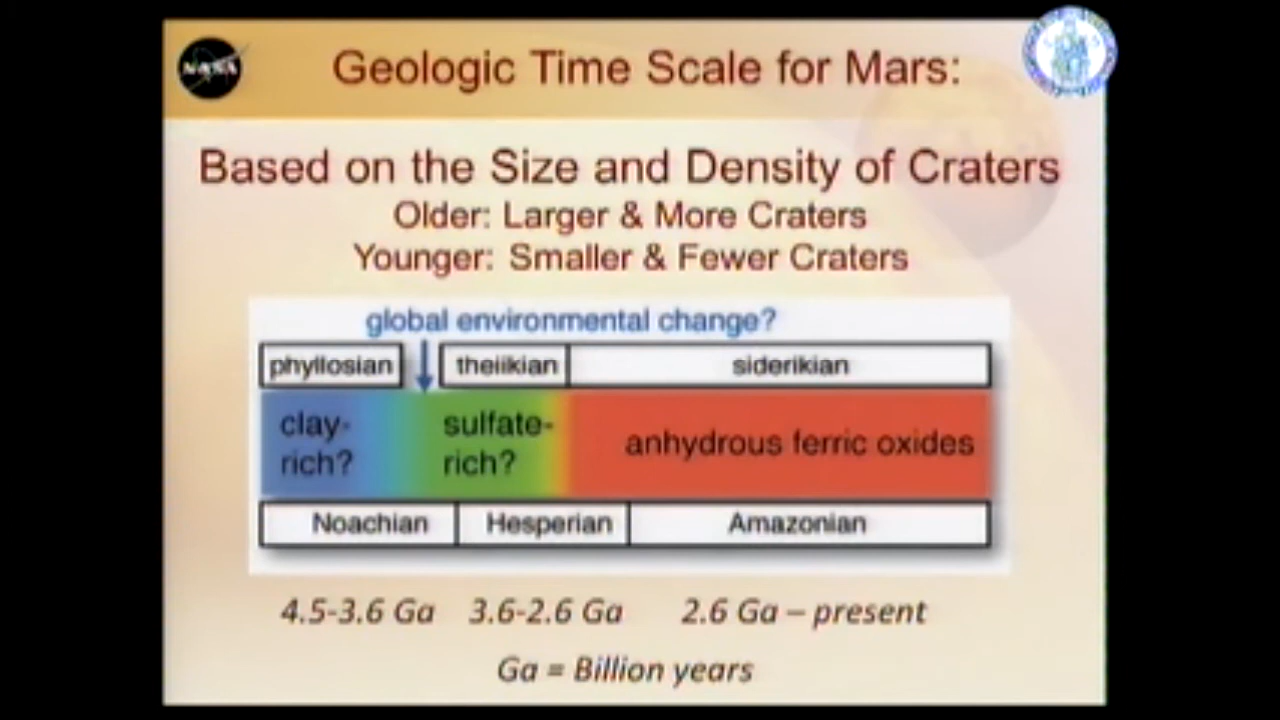 NASA
Geologic Time Scale for Mars:
Based on the Size and Density of Craters
Older: Larger & More Craters
Younger: Smaller & Fewer Craters
global environmental change?
phyllosian theiikian siderikian
clay-
rich?
sulfate-
rich?
anhydrous ferric oxides
Noachian Hesperian Amazonian
4.5-3.6 Ga 3.6-2.6 Ga 2.6 Ga – present
Ga = Billion years